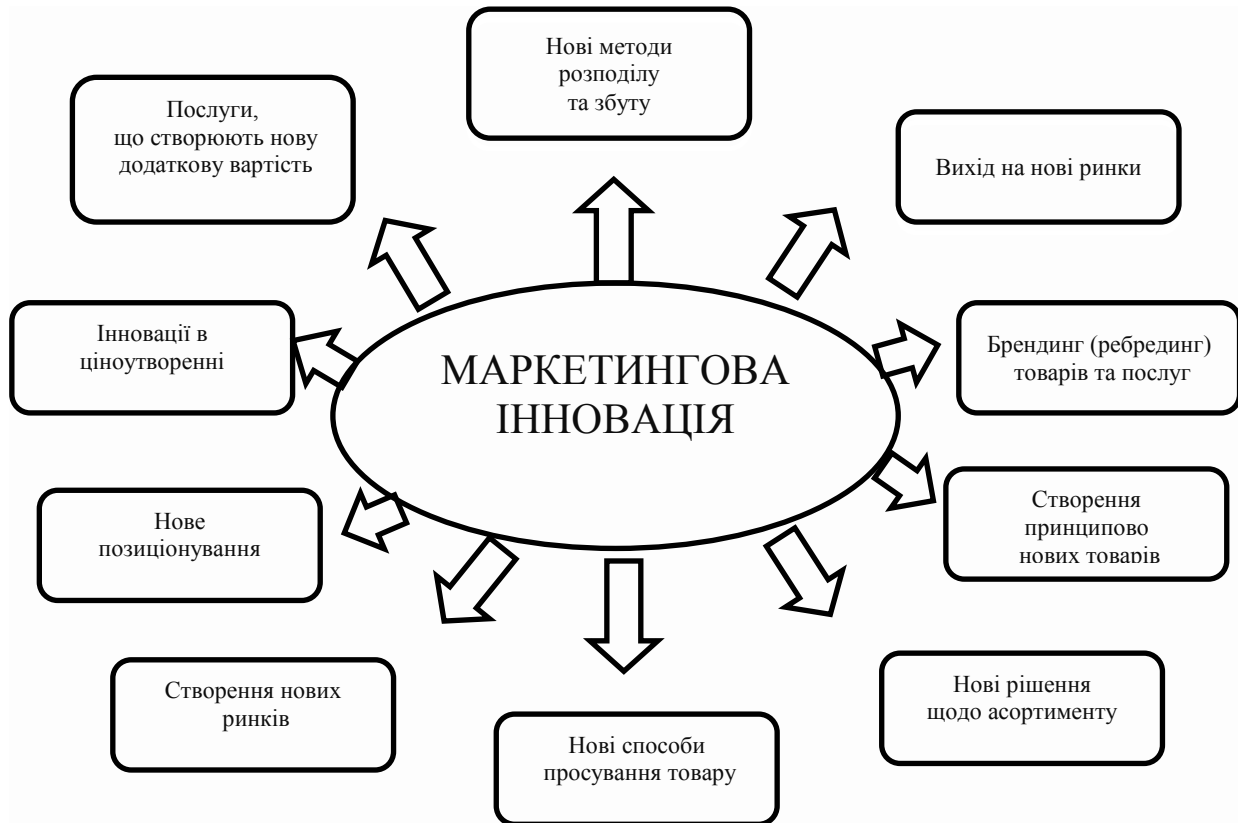 Нові методи
розподілу
та збуту
Послуги,
що створюють нову
додаткову вартість
Вихід на нові ринки
Інновації в
ціноутворенні
МАРКЕТИНГОВА
ІННОВАЦІЯ
Брендинг (ребрединг)
товарів та послуг
Нове
позиціонування
Створення
принципово
нових товарів
Створення нових
ринків
Нові способи
просування товару
Нові рішення
щодо асортименту